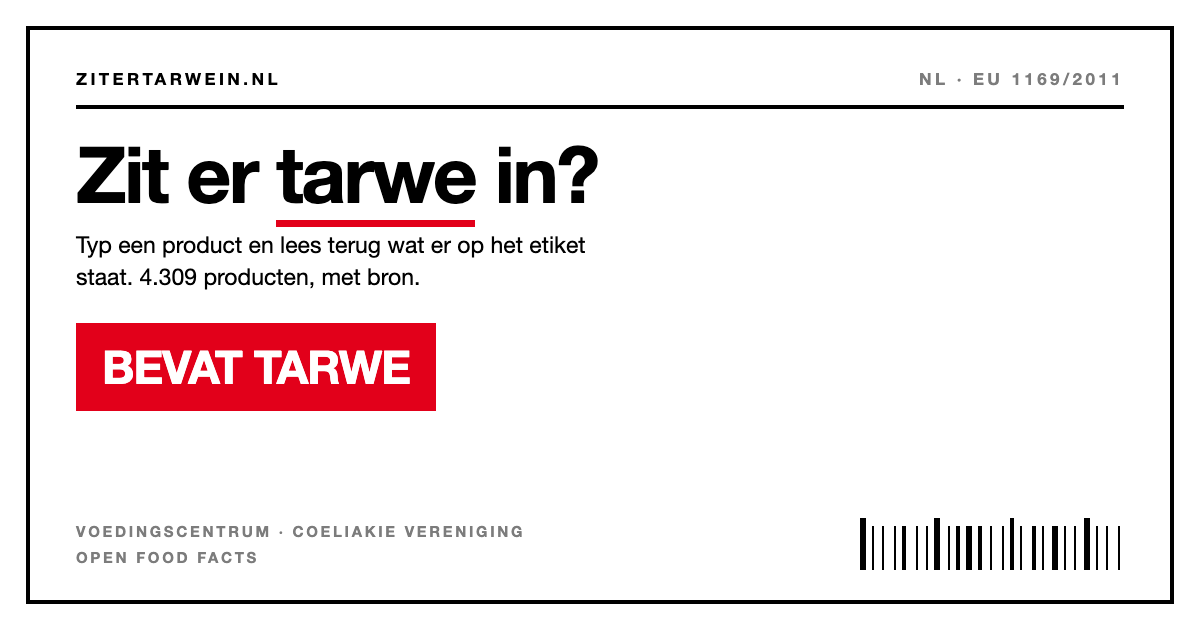 ZITERTARWEIN.NL
NL · EU 1169/2011
Zit er tarwe in?
Typ een product en lees terug wat er op het etiket
staat. 4.309 producten, met bron.
BEVAT TARWE
VOEDINGSCENTRUM · COELIAKIE VERENIGING
OPEN FOOD FACTS